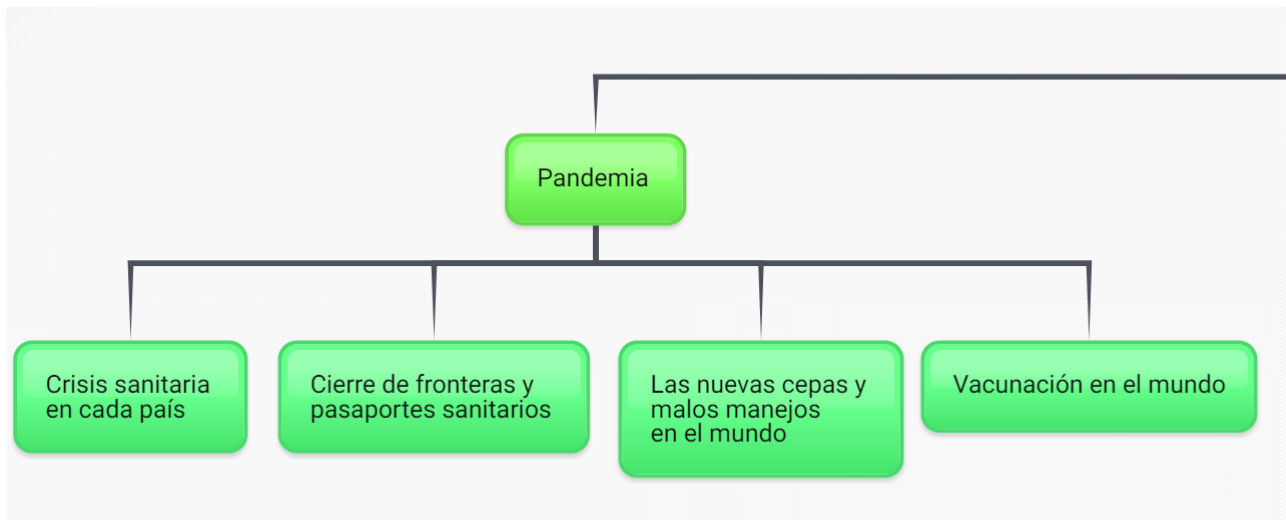 Pandemia
Crisis sanitaria
en cada país
Cierre de fronteras y
pasaportes sanitarios
Las nuevas cepas y
malos manejos
en el mundo
Vacunación en el mundo